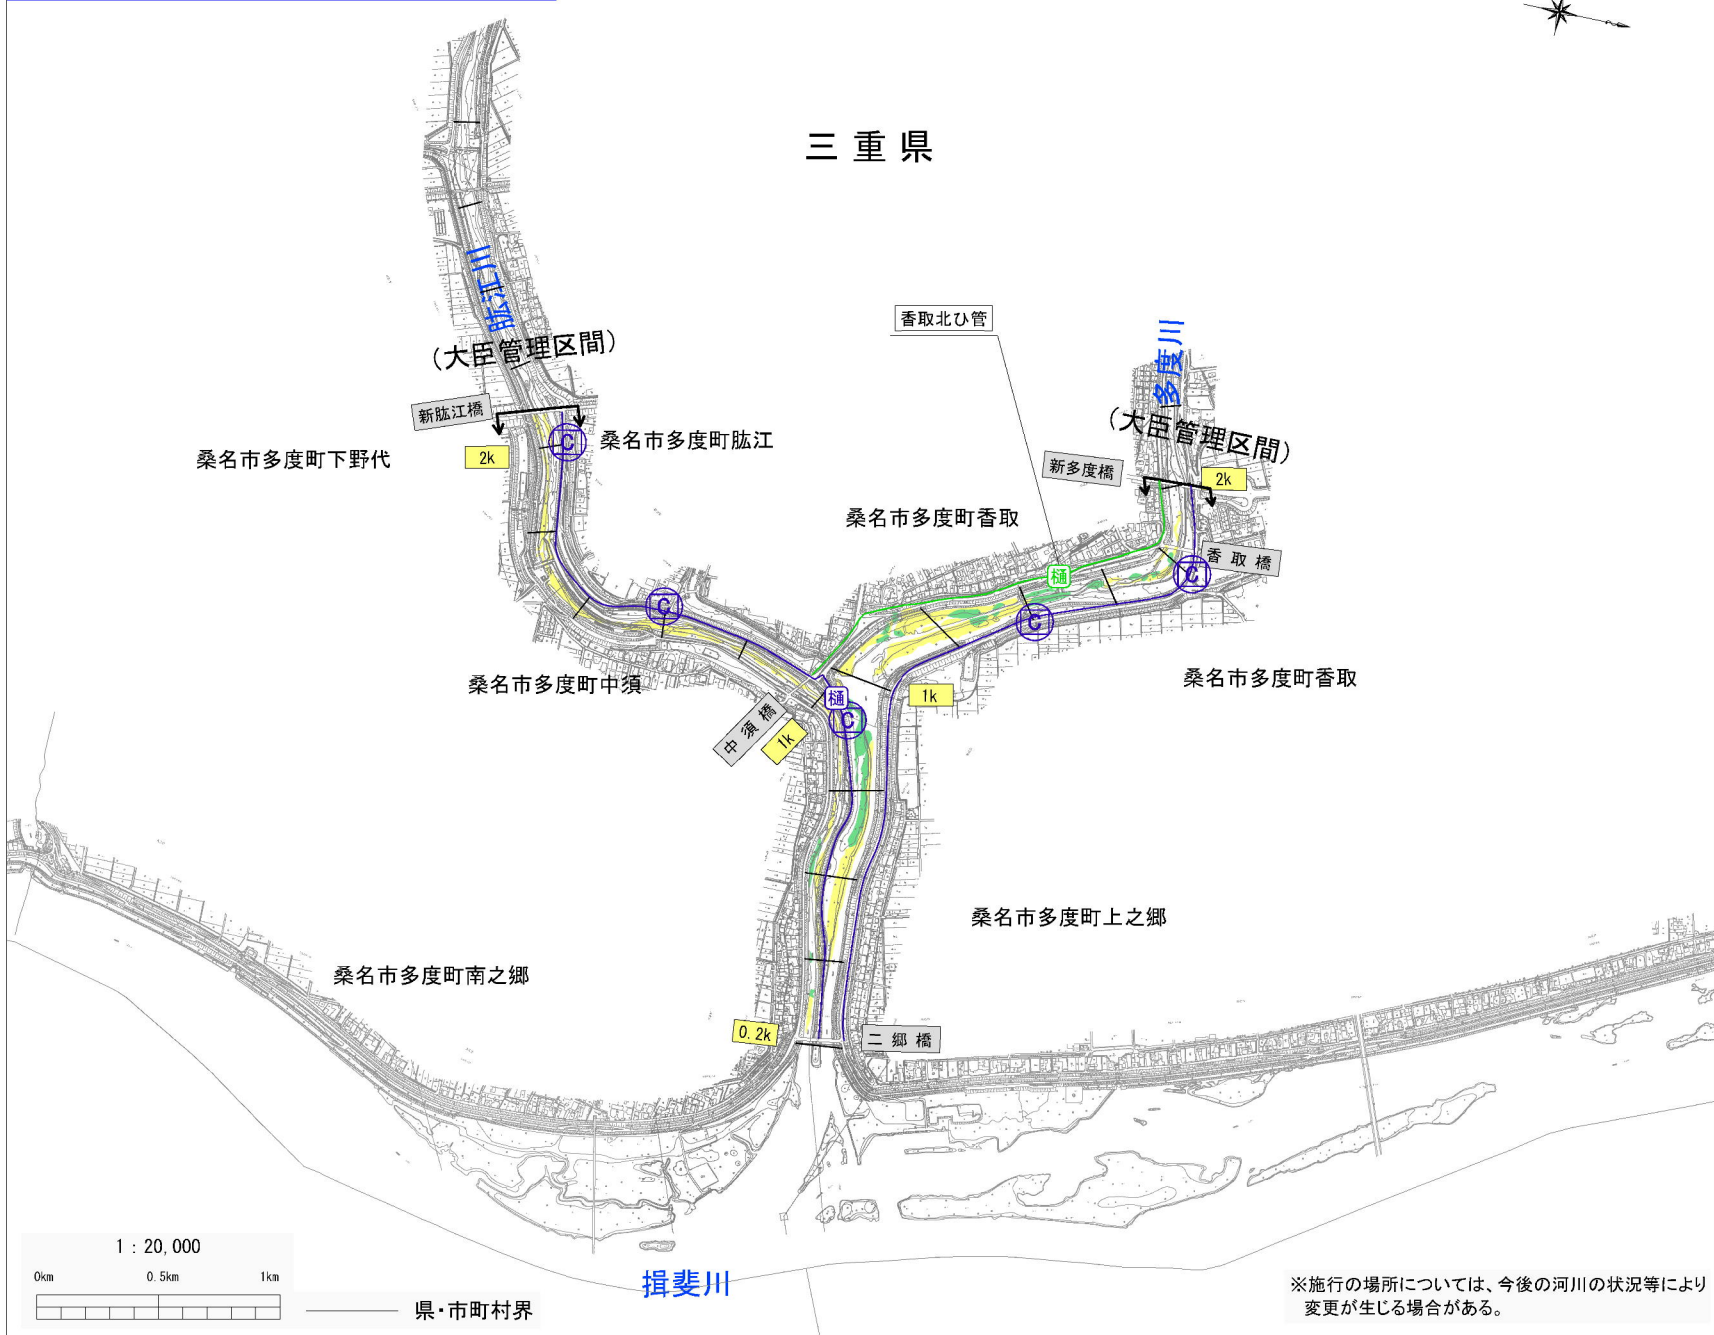 三重県
肱江川
(大臣管理区間)
香取北ひ管
多度川
(大臣管理区間)
新肱江橋
C
桑名市多度町肱江
桑名市多度町下野代
2k
新多度橋
2k
桑名市多度町香取
香取橋
樋
C
C
C
桑名市多度町中須
桑名市多度町香取
樋
1k
C
中須橋
1k
桑名市多度町上之郷
桑名市多度町南之郷
0.2k
二郷橋
1:20,000
0km 0.5km 1km
県・市町村界
揖斐川
※施行の場所については、今後の河川の状況等により
変更が生じる場合がある。